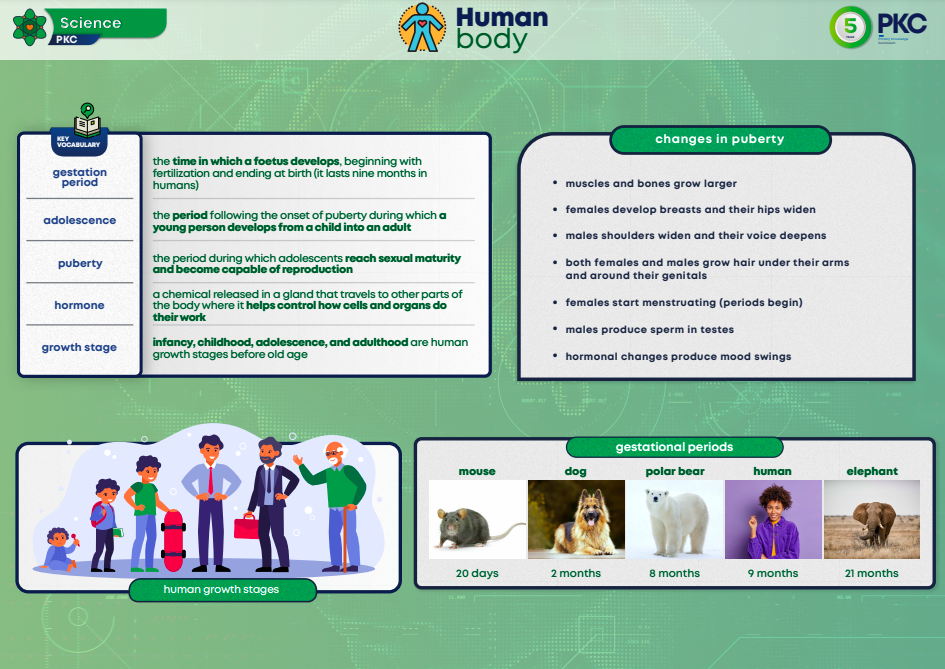 Science
PKC
Human
body
5
YEARS
PKC
KEY
VOCABULARY
gestation
period
the time in which a foetus develops, beginning with
fertilization and ending at birth (it lasts nine months in
humans)
adolescence
the period following the onset of puberty during which a
young person develops from a child into an adult
puberty
the period during which adolescents reach sexual maturity
and become capable of reproduction
hormone
a chemical released in a gland that travels to other parts of
the body where it helps control how cells and organs do
their work
growth stage
infancy, childhood, adolescence, and adulthood are human
growth stages before old age
changes in puberty
• muscles and bones grow larger
• females develop breasts and their hips widen
• males shoulders widen and their voice deepens
• both females and males grow hair under their arms
and around their genitals
• females start menstruating (periods begin)
• males produce sperm in testes
• hormonal changes produce mood swings
human growth stages
gestational periods
mouse
dog
polar bear
human
elephant
20 days
2 months
8 months
9 months
21 months